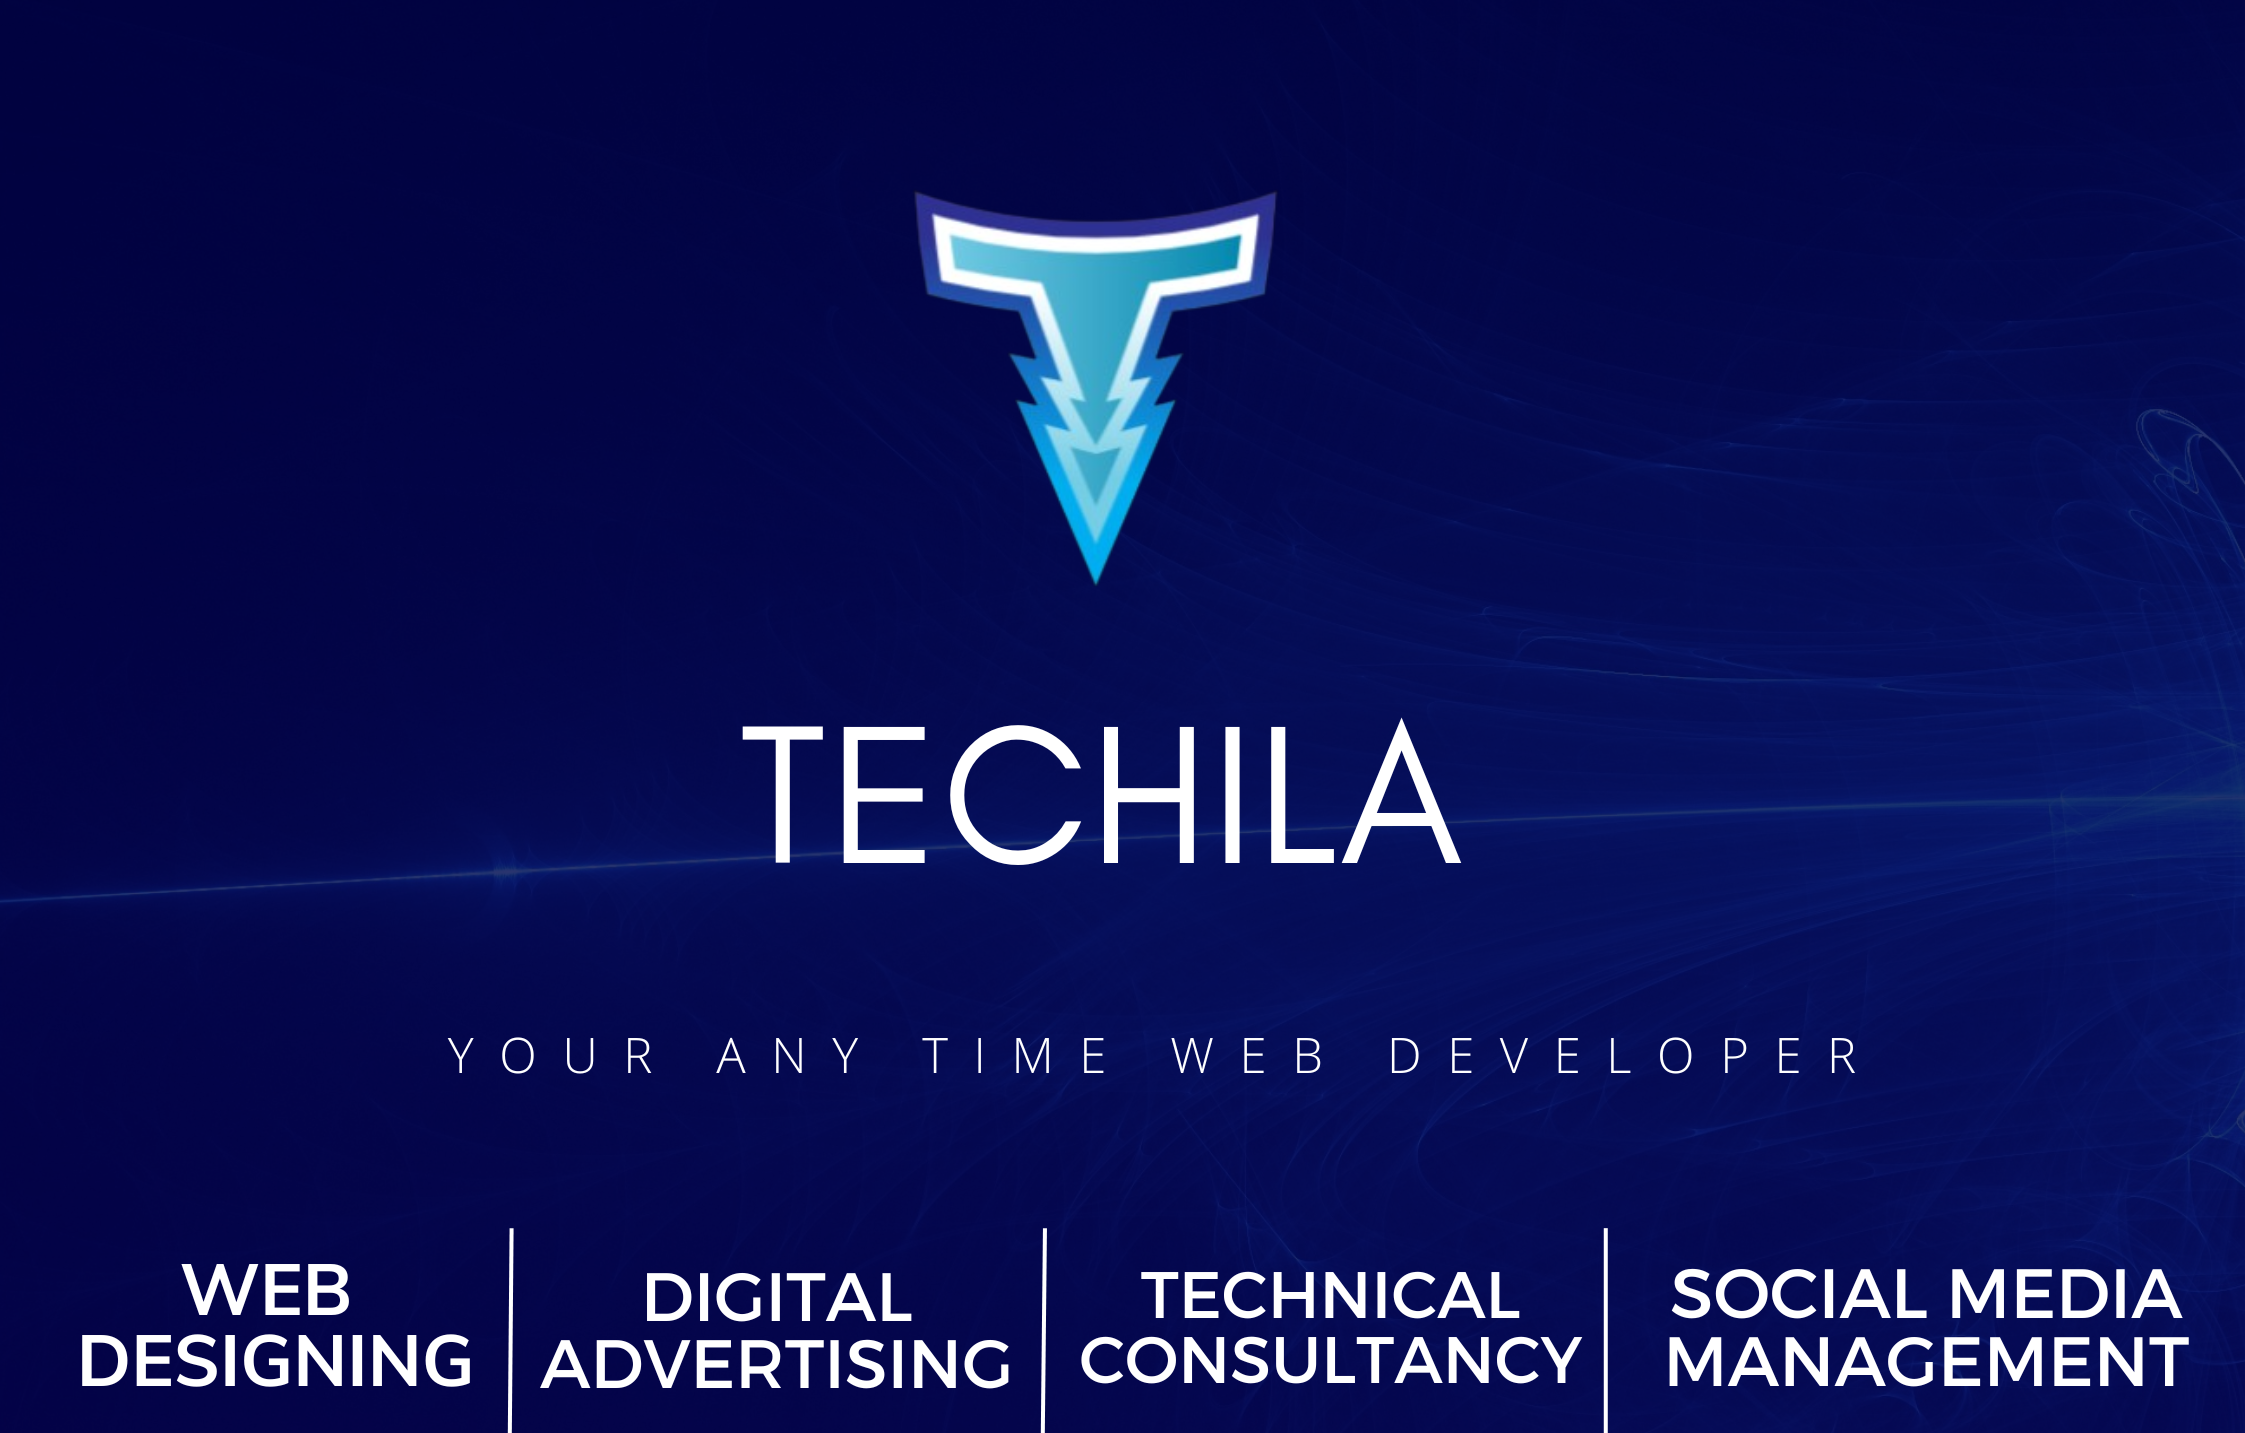 TECHILA
YOUR ANY TIME WEB DEVELOPER
WEB
DESIGNING
DIGITAL
ADVERTISING
TECHNICAL
CONSULTANCY
SOCIAL MEDIA
MANAGEMENT